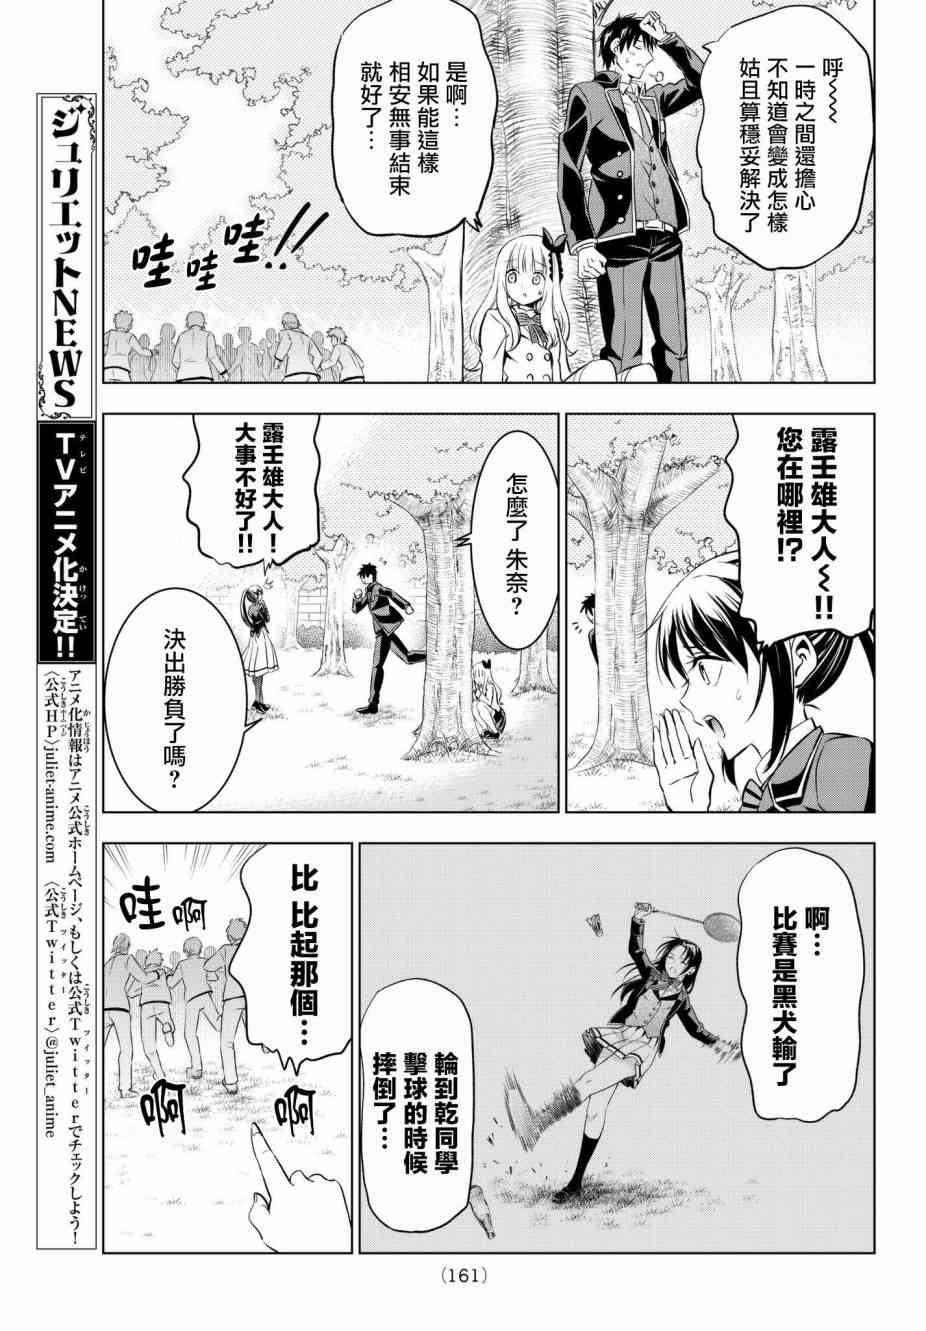 呼～～
一時之間還擔心
不知道會變成怎樣
姑且算穩妥解決了
是啊…
如果能這樣
相安無事結束
就好了…
哇
哇
哇!!
露壬雄大人～!!
您在哪裡!?
怎麼了 朱奈?
露壬雄大人!
大事不好了!!
決出勝負了嗎?
啊…
比賽是黑犬輸了
輪到乾同學
擊球的時候
摔倒了…
比 比起那個…
哇
啊
啊
啊
ジュリエットNEWS
TVアニメ化決定!!
アニメ化情報はアニメ公式ホームページ、もしくは公式Twitterでチェックしよう!
〈公式HP〉juliet-anime.com 〈公式Twitter〉@juliet_anime
(161)